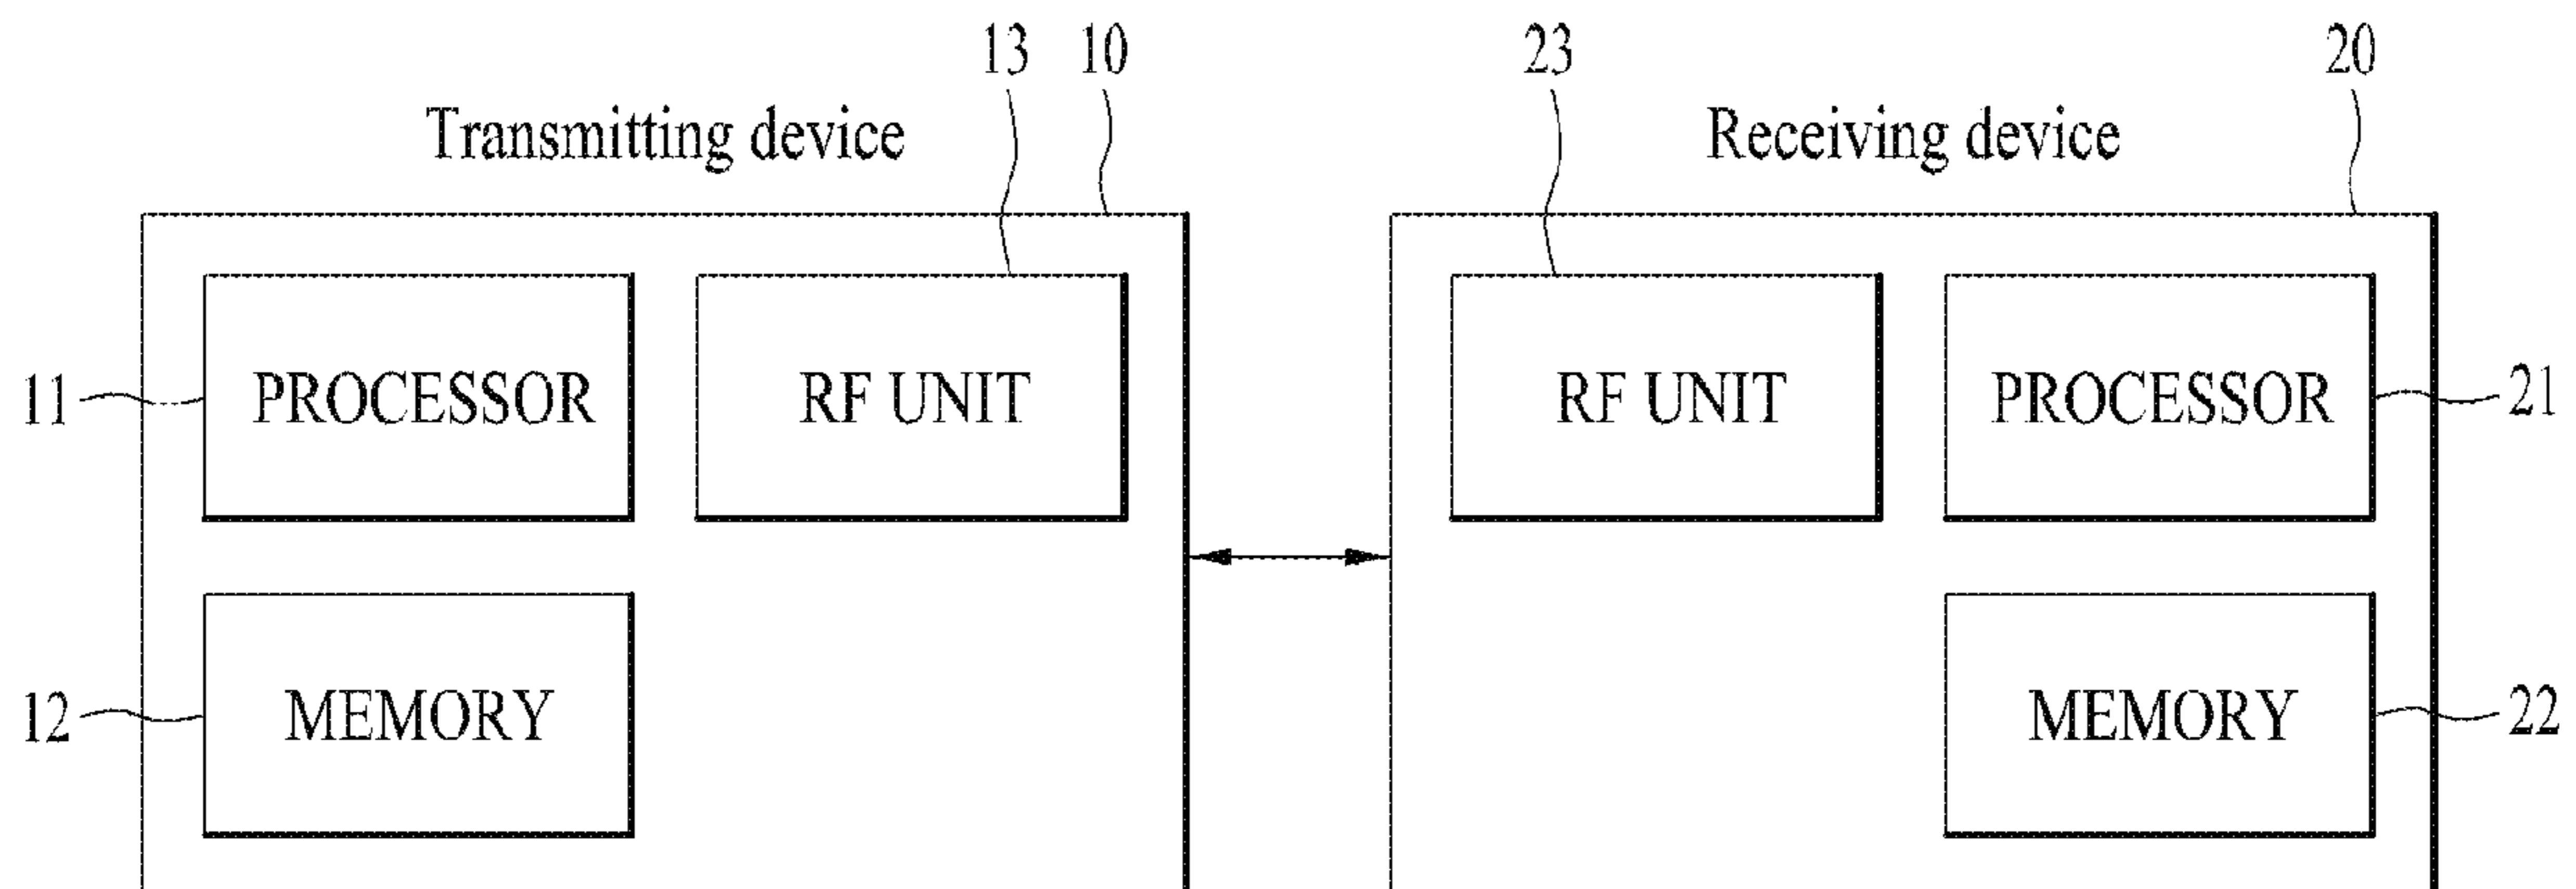 13 10 23 20
Transmitting device Receiving device
11 PROCESSOR RF UNIT RF UNIT PROCESSOR 21
12 MEMORY MEMORY 22